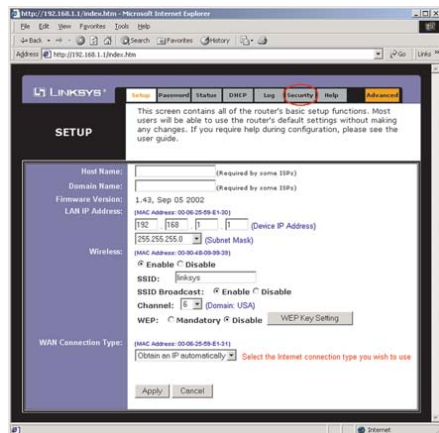 http://192.168.1.1/index.htm - Microsoft Internet Explorer
File Edit View Favorites Tools Help
Back Search Favorites History
Address http://192.168.1.1/index.htm Go Links »
LINKSYS® Setup Password Status DHCP Log Security Help Advanced
SETUP
This screen contains all of the router's basic setup functions. Most
users will be able to use the router's default settings without making
any changes. If you require help during configuration, please see the
user guide.
Host Name: (Required by some ISPs)
Domain Name: (Required by some ISPs)
Firmware Version: 1.43, Sep 05 2002
LAN IP Address: (MAC Address: 00-06-25-59-E1-30)
192 . 168 . 1 . 1 (Device IP Address)
255.255.255.0 (Subnet Mask)
Wireless: (MAC Address: 00-90-4B-09-99-39)
Enable Disable
SSID: linksys
SSID Broadcast: Enable Disable
Channel: 6 (Domain: USA)
WEP: Mandatory Disable WEP Key Setting
WAN Connection Type: (MAC Address: 00-06-25-59-E1-31)
Obtain an IP automatically Select the Internet connection type you wish to use
Apply Cancel
Internet